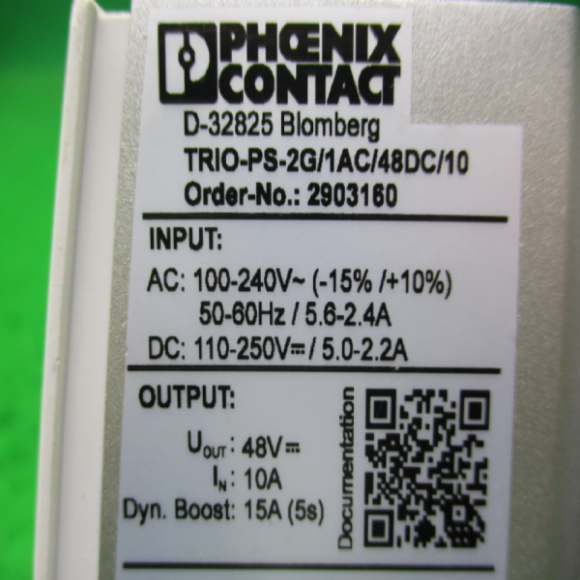 PHŒNIX
CONTACT
D-32825 Blomberg
TRIO-PS-2G/1AC/48DC/10
Order-No.: 2903160
INPUT:
AC: 100-240V~ (-15% /+10%)
50-60Hz / 5.6-2.4A
DC: 110-250V⎓ / 5.0-2.2A
OUTPUT:
UOUT: 48V⎓
IN: 10A
Dyn. Boost: 15A (5s)
Documentation